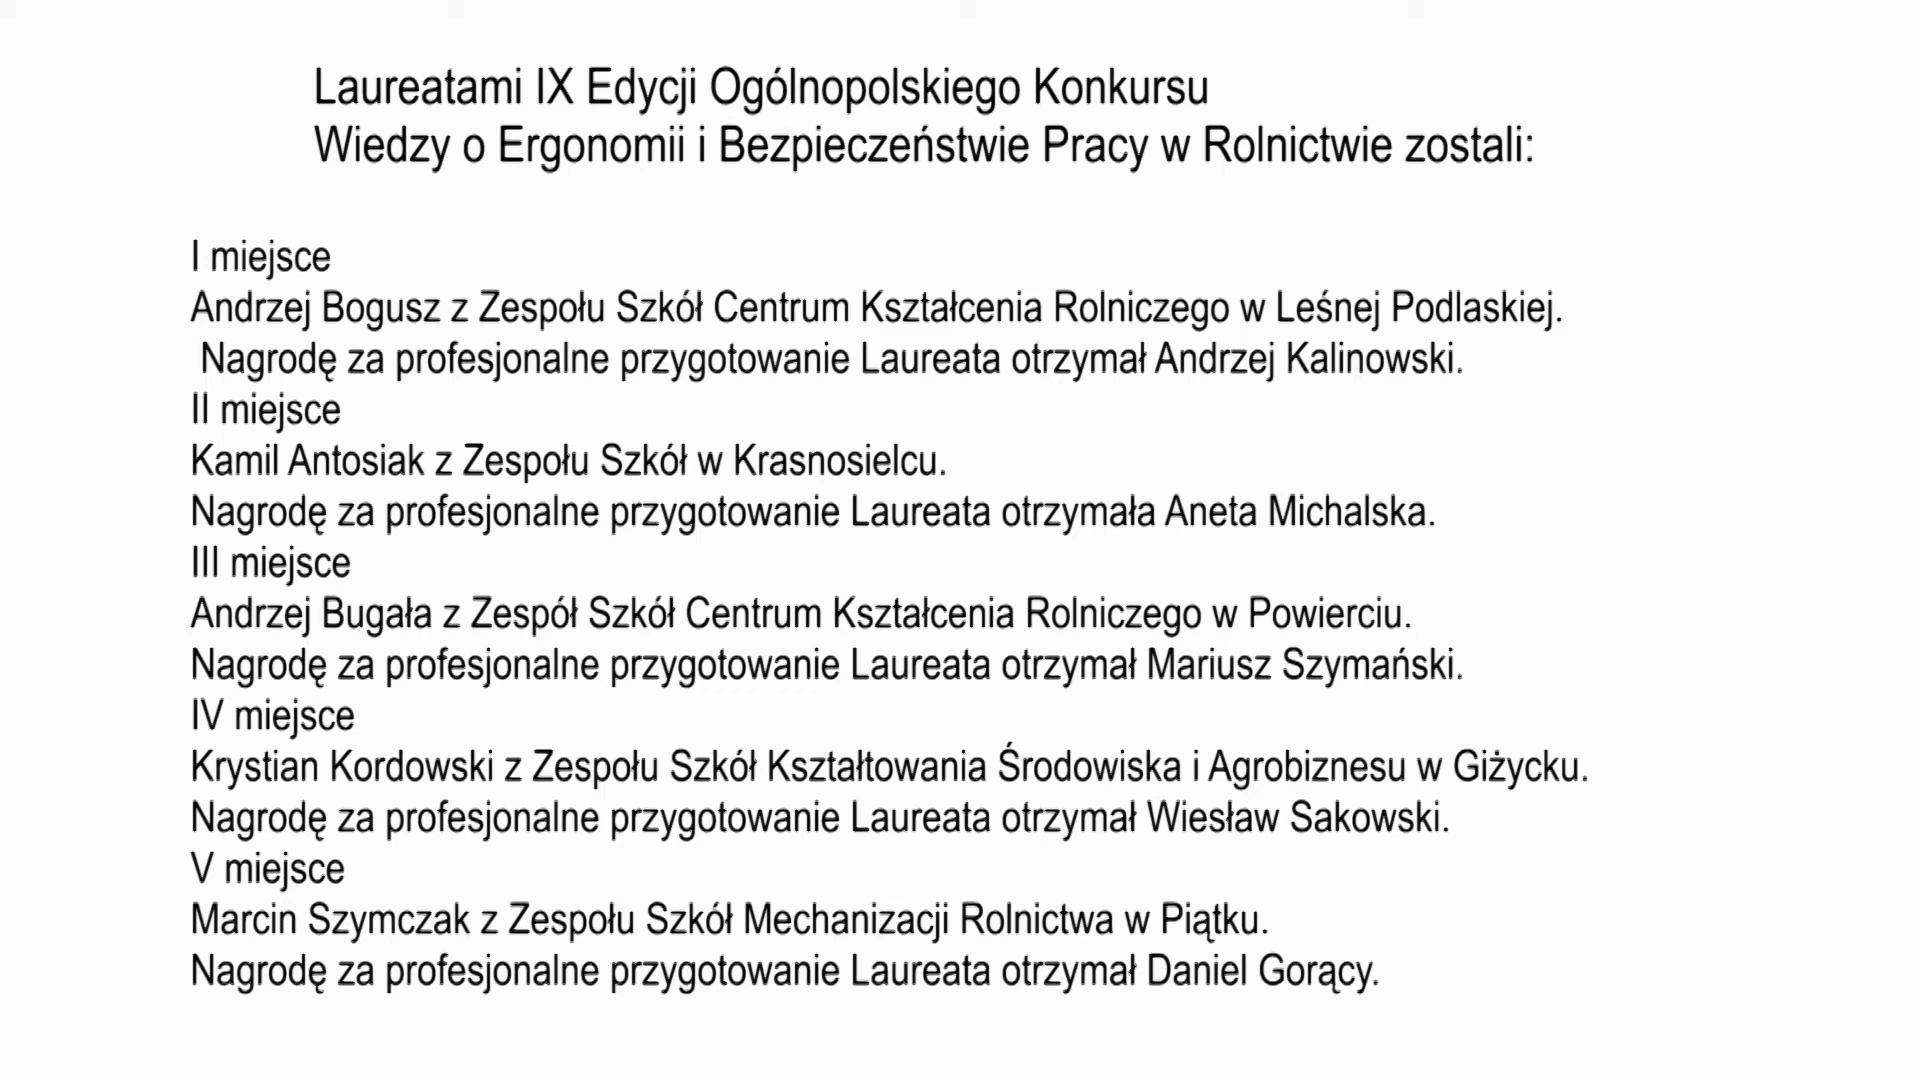 Laureatami IX Edycji Ogólnopolskiego Konkursu
Wiedzy o Ergonomii i Bezpieczeństwie Pracy w Rolnictwie zostali:
I miejsce
Andrzej Bogusz z Zespołu Szkół Centrum Kształcenia Rolniczego w Leśnej Podlaskiej.
Nagrodę za profesjonalne przygotowanie Laureata otrzymał Andrzej Kalinowski.
II miejsce
Kamil Antosiak z Zespołu Szkół w Krasnosielcu.
Nagrodę za profesjonalne przygotowanie Laureata otrzymała Aneta Michalska.
III miejsce
Andrzej Bugała z Zespół Szkół Centrum Kształcenia Rolniczego w Powierciu.
Nagrodę za profesjonalne przygotowanie Laureata otrzymał Mariusz Szymański.
IV miejsce
Krystian Kordowski z Zespołu Szkół Kształtowania Środowiska i Agrobiznesu w Giżycku.
Nagrodę za profesjonalne przygotowanie Laureata otrzymał Wiesław Sakowski.
V miejsce
Marcin Szymczak z Zespołu Szkół Mechanizacji Rolnictwa w Piątku.
Nagrodę za profesjonalne przygotowanie Laureata otrzymał Daniel Gorący.